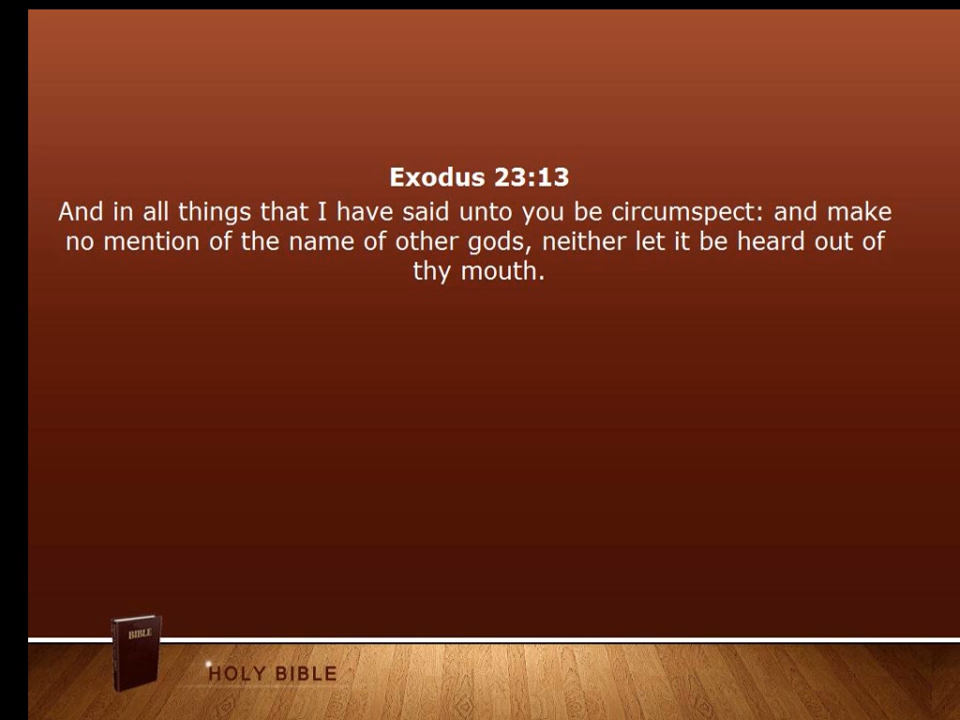 Exodus 23:13
And in all things that I have said unto you be circumspect: and make
no mention of the name of other gods, neither let it be heard out of
thy mouth.
BIBLE
HOLY BIBLE